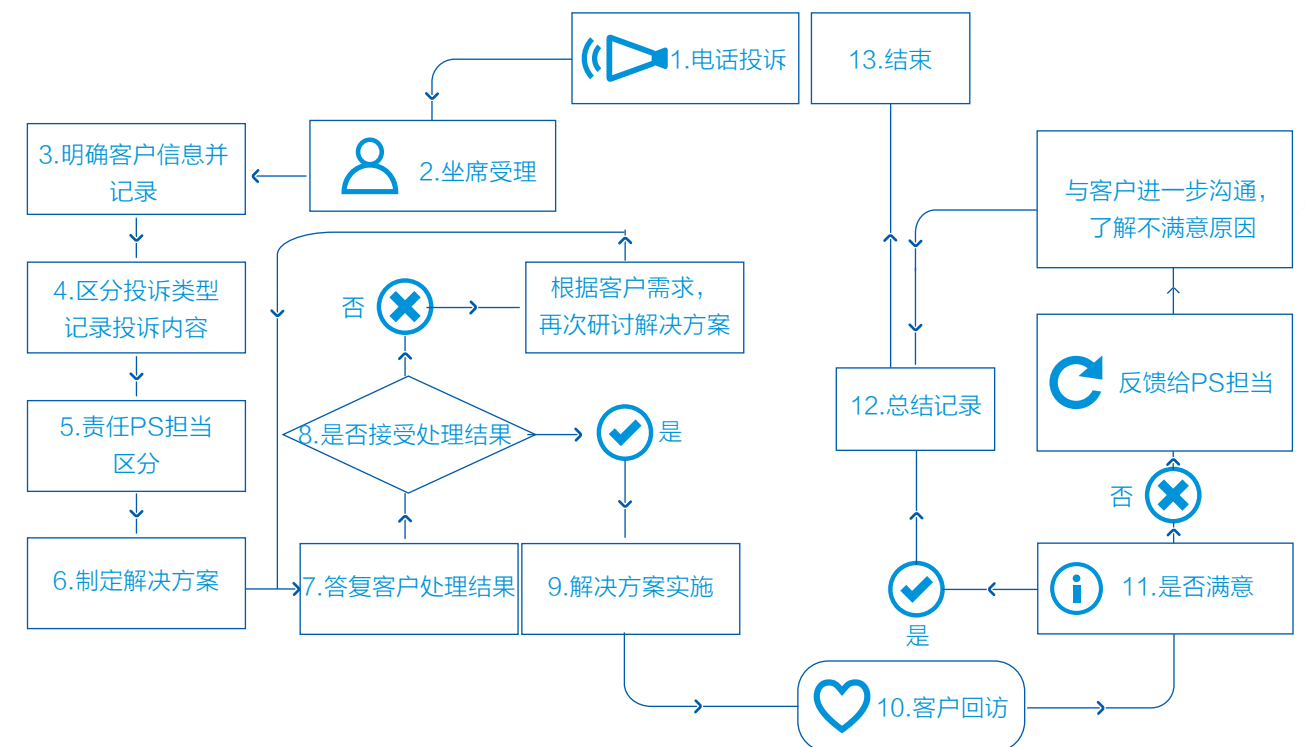 1.电话投诉
13.结束
2.坐席受理
3.明确客户信息并
记录
与客户进一步沟通，
了解不满意原因
4.区分投诉类型
记录投诉内容
否
根据客户需求，
再次研讨解决方案
反馈给PS担当
5.责任PS担当
区分
8.是否接受处理结果
是
12.总结记录
否
6.制定解决方案
7.答复客户处理结果
9.解决方案实施
是
11.是否满意
10.客户回访